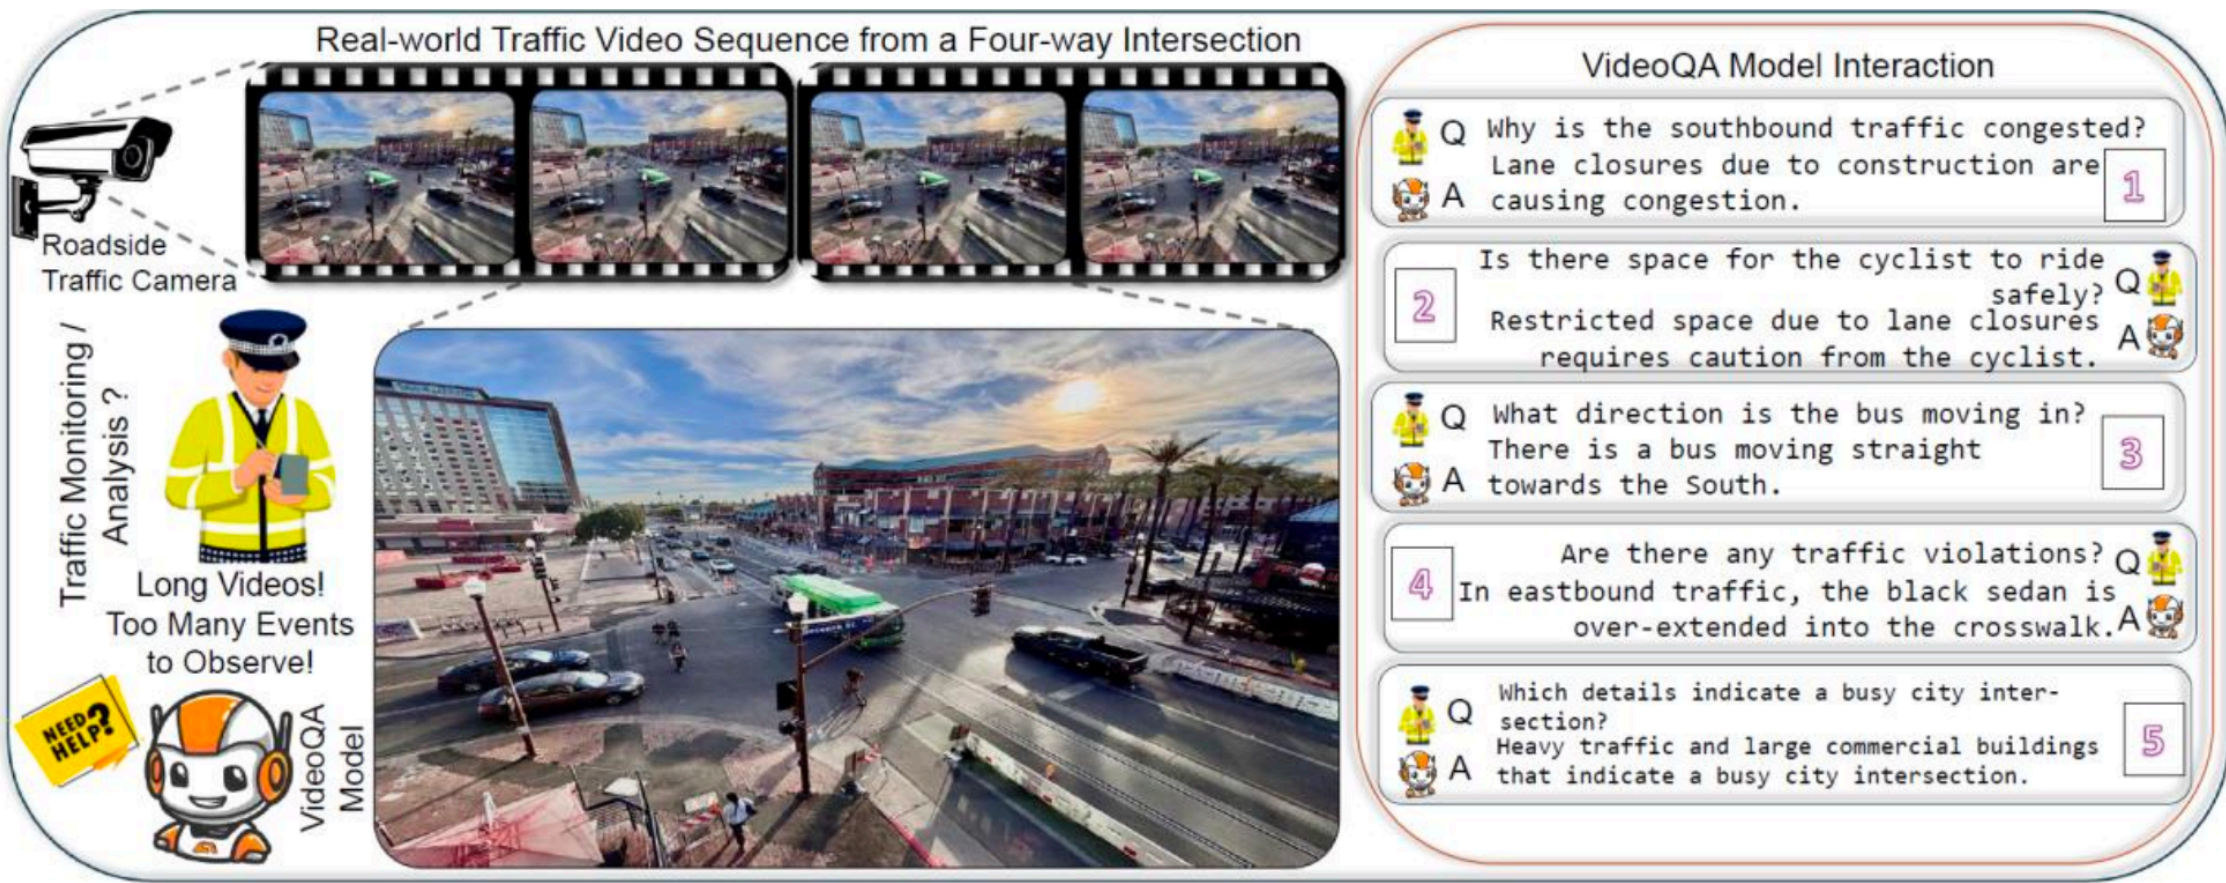 Real-world Traffic Video Sequence from a Four-way Intersection
Roadside
Traffic Camera
Traffic Monitoring /
Analysis ?
Long Videos!
Too Many Events
to Observe!
NEED
HELP?
VideoQA
Model
VideoQA Model Interaction
Q Why is the southbound traffic congested?
A Lane closures due to construction are
causing congestion.
1
2
Is there space for the cyclist to ride
safely? Q
Restricted space due to lane closures
requires caution from the cyclist. A
Q What direction is the bus moving in?
There is a bus moving straight
A towards the South.
3
4
Are there any traffic violations? Q
In eastbound traffic, the black sedan is
over-extended into the crosswalk. A
Q Which details indicate a busy city inter-
section?
Heavy traffic and large commercial buildings
A that indicate a busy city intersection.
5